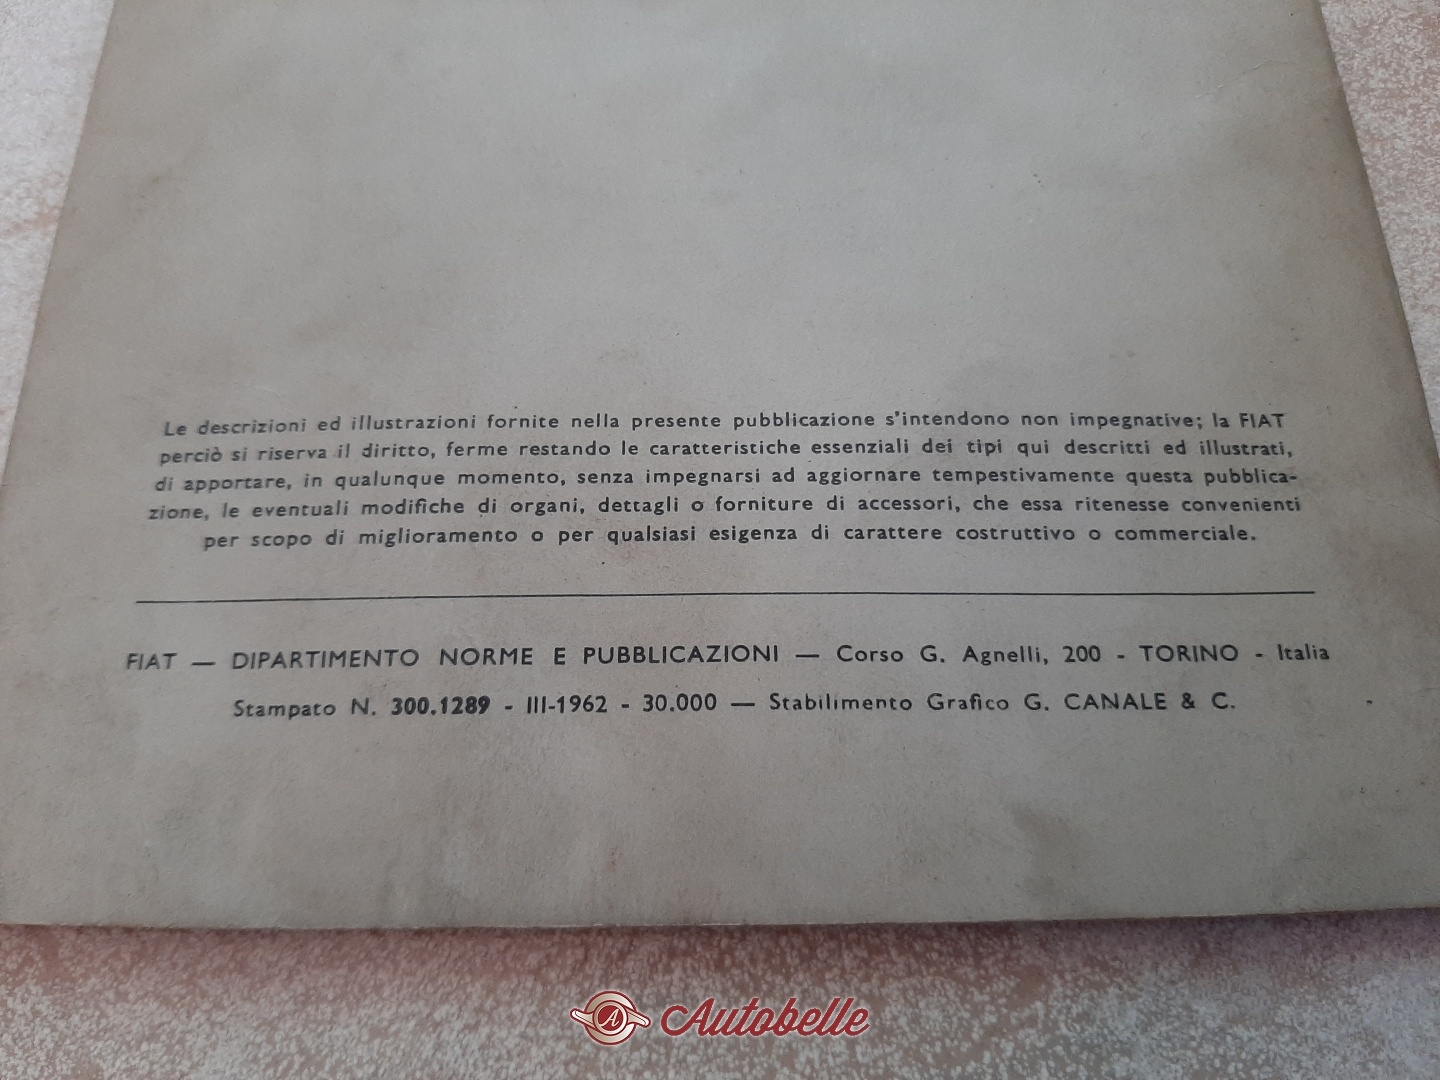 Le descrizioni ed illustrazioni fornite nella presente pubblicazione s'intendono non impegnative; la FIAT
perciò si riserva il diritto, ferme restando le caratteristiche essenziali dei tipi qui descritti ed illustrati,
di apportare, in qualunque momento, senza impegnarsi ad aggiornare tempestivamente questa pubblica-
zione, le eventuali modifiche di organi, dettagli o forniture di accessori, che essa ritenesse convenienti
per scopo di miglioramento o per qualsiasi esigenza di carattere costruttivo o commerciale.
FIAT — DIPARTIMENTO NORME E PUBBLICAZIONI — Corso G. Agnelli, 200 - TORINO - Italia
Stampato N. 300.1289 - III-1962 - 30.000 — Stabilimento Grafico G. CANALE & C.
A Autobelle